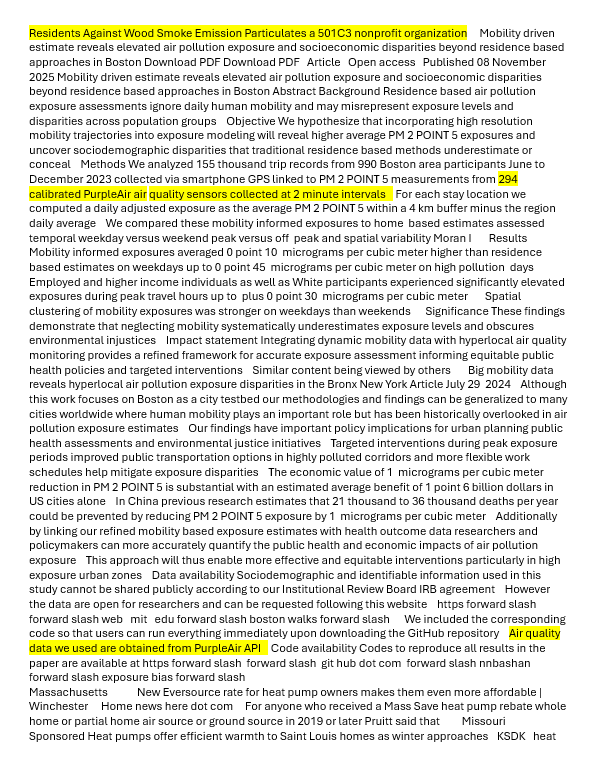 Residents Against Wood Smoke Emission Particulates a 501C3 nonprofit organization    Mobility driven
estimate reveals elevated air pollution exposure and socioeconomic disparities beyond residence based
approaches in Boston Download PDF Download PDF   Article   Open access   Published 08 November
2025 Mobility driven estimate reveals elevated air pollution exposure and socioeconomic disparities
beyond residence based approaches in Boston Abstract Background Residence based air pollution
exposure assessments ignore daily human mobility and may misrepresent exposure levels and
disparities across population groups    Objective We hypothesize that incorporating high resolution
mobility trajectories into exposure modeling will reveal higher average PM 2 POINT 5 exposures and
uncover sociodemographic disparities that traditional residence based methods underestimate or
conceal    Methods We analyzed 155 thousand trip records from 990 Boston area participants June to
December 2023 collected via smartphone GPS linked to PM 2 POINT 5 measurements from 294
calibrated PurpleAir air quality sensors collected at 2 minute intervals    For each stay location we
computed a daily adjusted exposure as the average PM 2 POINT 5 within a 4 km buffer minus the region
daily average    We compared these mobility informed exposures to home  based estimates assessed
temporal weekday versus weekend peak versus off  peak and spatial variability Moran I      Results
Mobility informed exposures averaged 0 point 10  micrograms per cubic meter higher than residence
based estimates on weekdays up to 0 point 45  micrograms per cubic meter on high pollution  days
Employed and higher income individuals as well as White participants experienced significantly elevated
exposures during peak travel hours up to  plus 0 point 30  micrograms per cubic meter      Spatial
clustering of mobility exposures was stronger on weekdays than weekends    Significance These findings
demonstrate that neglecting mobility systematically underestimates exposure levels and obscures
environmental injustices    Impact statement Integrating dynamic mobility data with hyperlocal air quality
monitoring provides a refined framework for accurate exposure assessment informing equitable public
health policies and targeted interventions    Similar content being viewed by others      Big mobility data
reveals hyperlocal air pollution exposure disparities in the Bronx New York Article July 29  2024    Although
this work focuses on Boston as a city testbed our methodologies and findings can be generalized to many
cities worldwide where human mobility plays an important role but has been historically overlooked in air
pollution exposure estimates    Our findings have important policy implications for urban planning public
health assessments and environmental justice initiatives    Targeted interventions during peak exposure
periods improved public transportation options in highly polluted corridors and more flexible work
schedules help mitigate exposure disparities    The economic value of 1  micrograms per cubic meter
reduction in PM 2 POINT 5 is substantial with an estimated average benefit of 1 point 6 billion dollars in
US cities alone    In China previous research estimates that 21 thousand to 36 thousand deaths per year
could be prevented by reducing PM 2 POINT 5 exposure by 1  micrograms per cubic meter    Additionally
by linking our refined mobility based exposure estimates with health outcome data researchers and
policymakers can more accurately quantify the public health and economic impacts of air pollution
exposure    This approach will thus enable more effective and equitable interventions particularly in high
exposure urban zones    Data availability Sociodemographic and identifiable information used in this
study cannot be shared publicly according to our Institutional Review Board IRB agreement    However
the data are open for researchers and can be requested following this website    https forward slash
forward slash web  mit  edu forward slash boston walks forward slash      We included the corresponding
code so that users can run everything immediately upon downloading the GitHub repository    Air quality
data we used are obtained from PurpleAir API    Code availability Codes to reproduce all results in the
paper are available at https forward slash  forward slash  git hub dot com  forward slash nnbashan
forward slash exposure bias forward slash
Massachusetts        New Eversource rate for heat pump owners makes them even more affordable |
Winchester    Home news here dot com    For anyone who received a Mass Save heat pump rebate whole
home or partial home air source or ground source in 2019 or later Pruitt said that      Missouri
Sponsored Heat pumps offer efficient warmth to Saint Louis homes as winter approaches   KSDK   heat